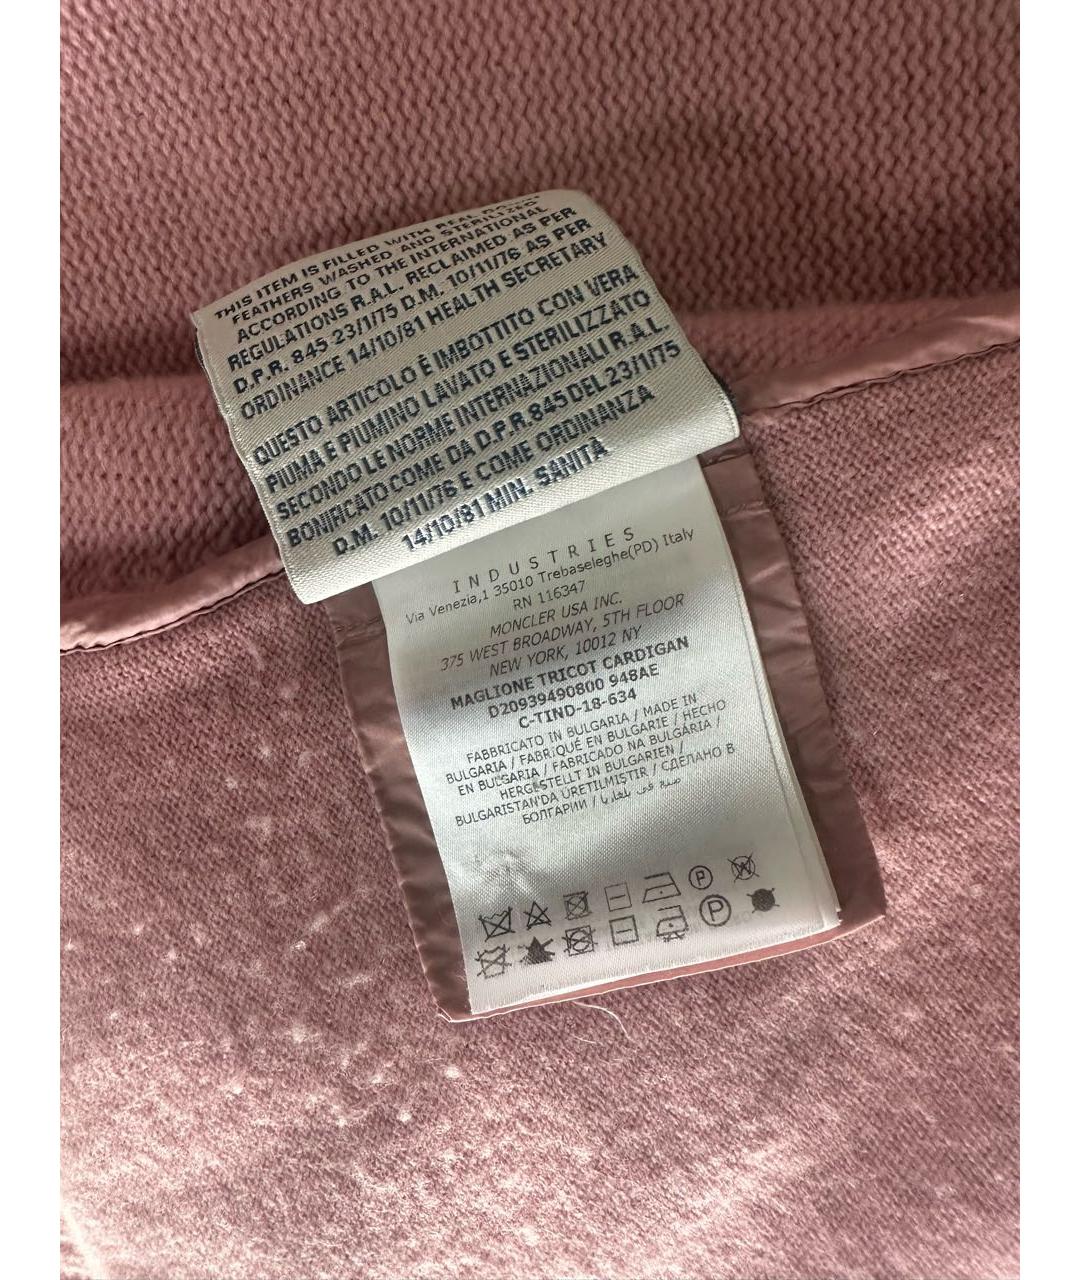 THIS ITEM IS FILLED WITH REAL DOWN
FEATHERS WASHED AND STERILIZED
ACCORDING TO THE INTERNATIONAL
REGULATIONS R.A.L. RECLAIMED AS PER
D.P.R. 845 23/1/75 D.M. 10/11/76 AS PER
ORDINANCE 14/10/81 HEALTH SECRETARY
QUESTO ARTICOLO È IMBOTTITO CON VERA
PIUMA E PIUMINO LAVATO E STERILIZZATO
SECONDO LE NORME INTERNAZIONALI R.A.L.
BONIFICATO COME DA D.P.R. 845 DEL 23/1/75
D.M. 10/11/76 E COME ORDINANZA
14/10/81 MIN. SANITÀ
INDUSTRIES
Via Venezia,1 35010 Trebaseleghe(PD) Italy
RN 116347
MONCLER USA INC.
375 WEST BROADWAY, 5TH FLOOR
NEW YORK, 10012 NY
MAGLIONE TRICOT CARDIGAN
D20939490800 948AE
C-TIND-18-634
FABBRICATO IN BULGARIA / MADE IN
BULGARIA / FABRIQUÉ EN BULGARIE / HECHO
EN BULGARIA / FABRICADO NA BULGÁRIA /
HERGESTELLT IN BULGARIEN /
BULGARISTAN'DA ÜRETILMIŞTIR / СДЕЛАНО В
БОЛГАРИИ / صنع في بلغاريا
P
P